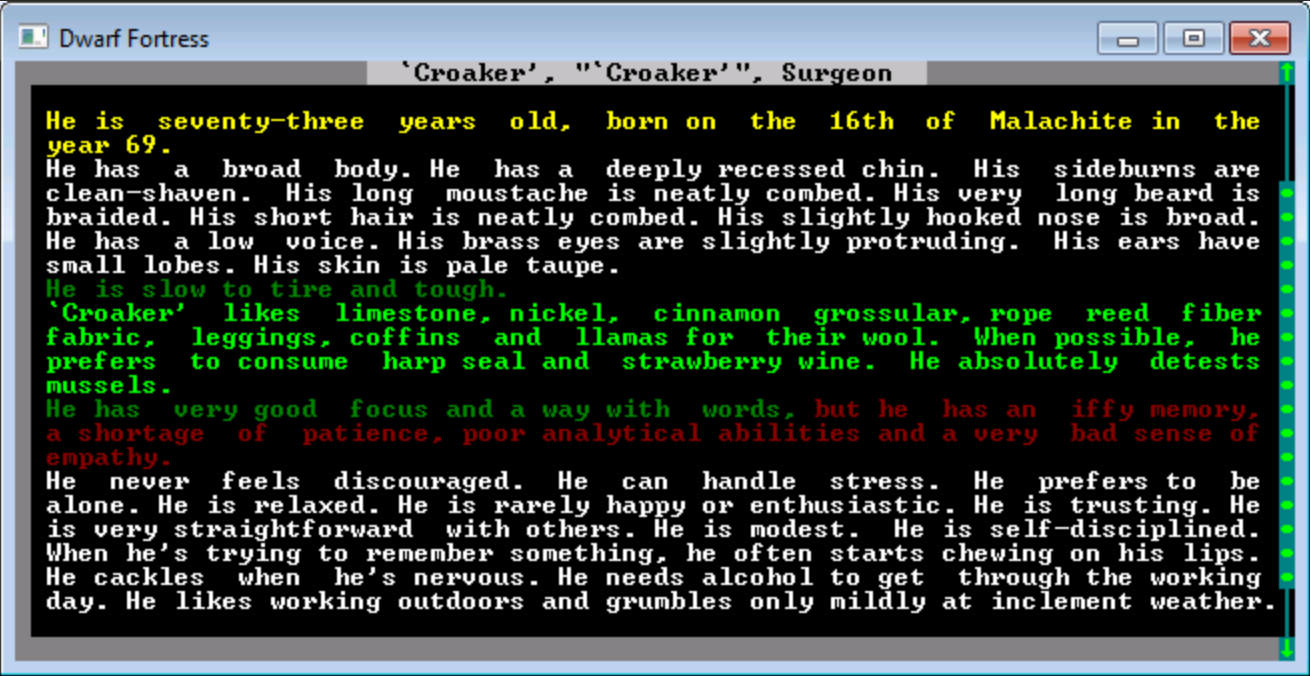 Dwarf Fortress
`Croaker', "`Croaker'", Surgeon
He is seventy-three years old, born on the 16th of Malachite in the
year 69.
He has a broad body. He has a deeply recessed chin. His sideburns are
clean-shaven. His long moustache is neatly combed. His very long beard is
braided. His short hair is neatly combed. His slightly hooked nose is broad.
He has a low voice. His brass eyes are slightly protruding. His ears have
small lobes. His skin is pale taupe.
He is slow to tire and tough.
`Croaker' likes limestone, nickel, cinnamon grossular, rope reed fiber
fabric, leggings, coffins and llamas for their wool. When possible, he
prefers to consume harp seal and strawberry wine. He absolutely detests
mussels.
He has very good focus and a way with words, but he has an iffy memory,
a shortage of patience, poor analytical abilities and a very bad sense of
empathy.
He never feels discouraged. He can handle stress. He prefers to be
alone. He is relaxed. He is rarely happy or enthusiastic. He is trusting. He
is very straightforward with others. He is modest. He is self-disciplined.
When he's trying to remember something, he often starts chewing on his lips.
He cackles when he's nervous. He needs alcohol to get through the working
day. He likes working outdoors and grumbles only mildly at inclement weather.